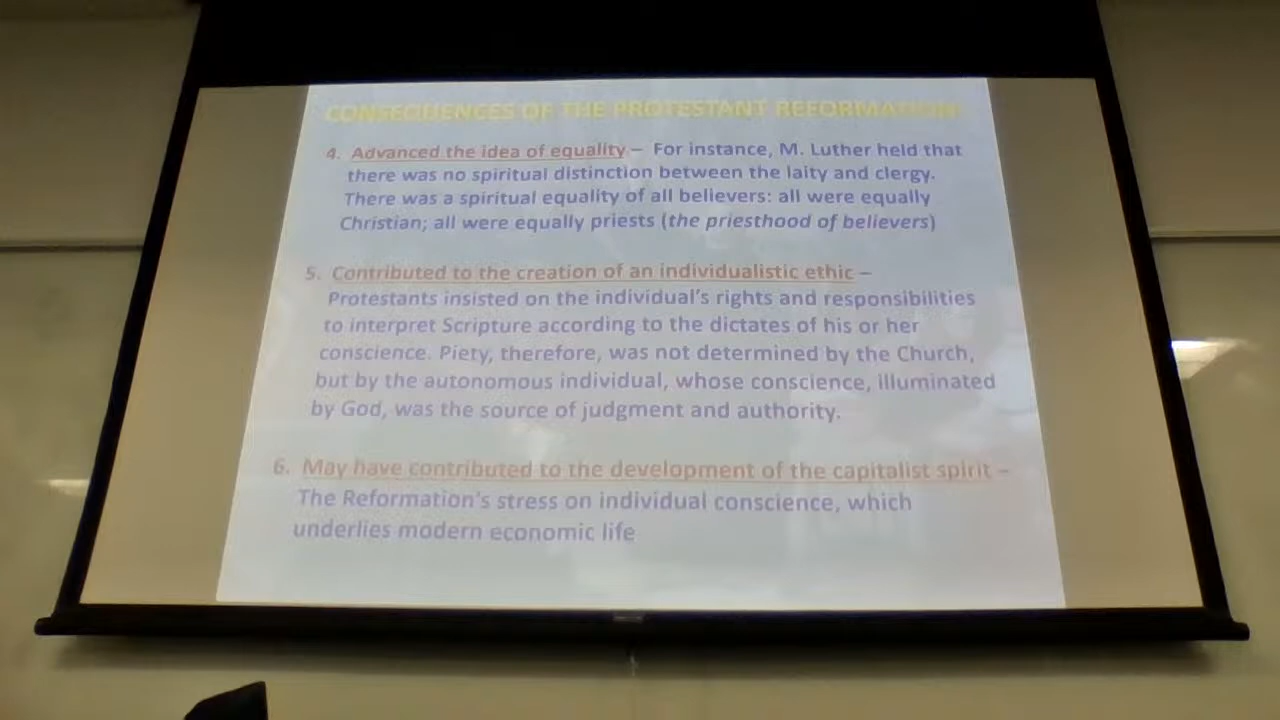 CONSEQUENCES OF THE PROTESTANT REFORMATION
4. Advanced the idea of equality – For instance, M. Luther held that
there was no spiritual distinction between the laity and clergy.
There was a spiritual equality of all believers: all were equally
Christian; all were equally priests (the priesthood of believers)
5. Contributed to the creation of an individualistic ethic –
Protestants insisted on the individual's rights and responsibilities
to interpret Scripture according to the dictates of his or her
conscience. Piety, therefore, was not determined by the Church,
but by the autonomous individual, whose conscience, illuminated
by God, was the source of judgment and authority.
6. May have contributed to the development of the capitalist spirit –
The Reformation's stress on individual conscience, which
underlies modern economic life